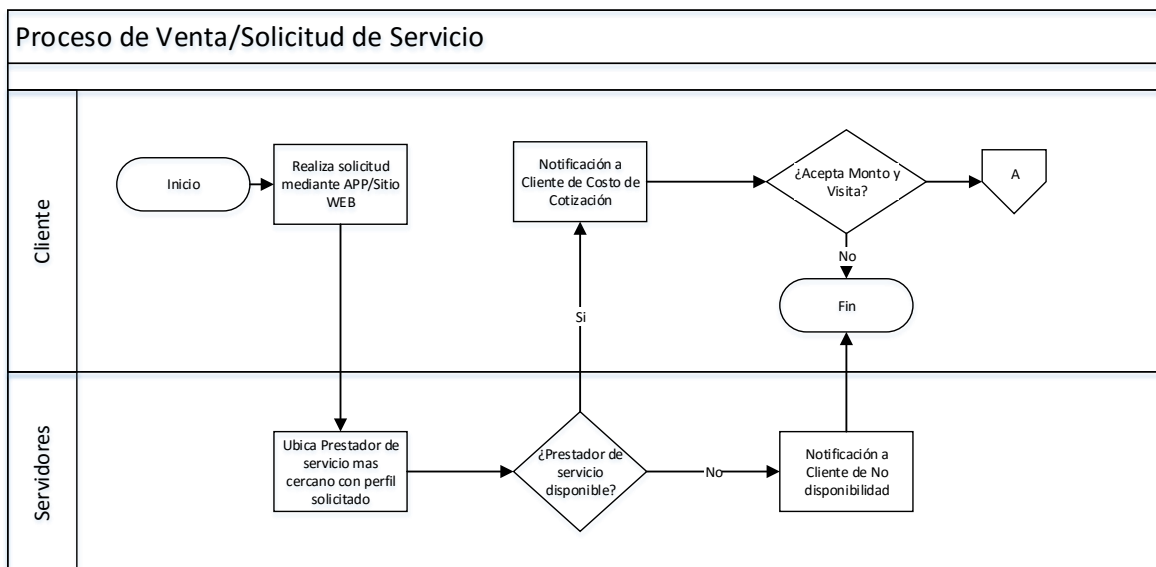 Proceso de Venta/Solicitud de Servicio
Cliente
Inicio
Realiza solicitud
mediante APP/Sitio
WEB
Notificación a
Cliente de Costo de
Cotización
¿Acepta Monto y
Visita?
A
No
Fin
Si
Servidores
Ubica Prestador de
servicio mas
cercano con perfil
solicitado
¿Prestador de
servicio
disponible?
No
Notificación a
Cliente de No
disponibilidad